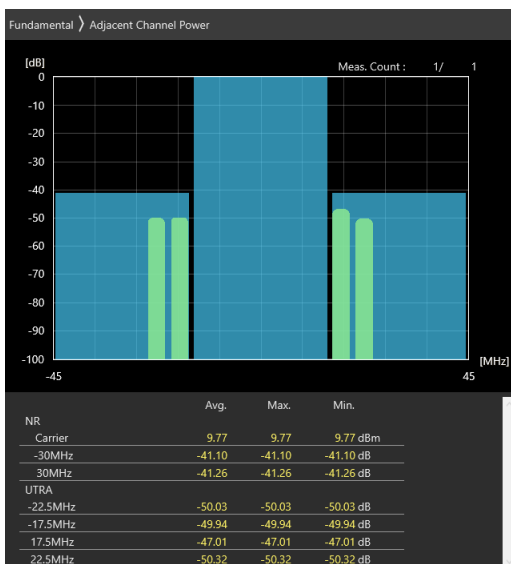 Fundamental 〉 Adjacent Channel Power
[dB]
Meas. Count : 1/ 1
0
-10
-20
-30
-40
-50
-60
-70
-80
-90
-100
[MHz]
-45 45
Avg. Max. Min.
NR
Carrier 9.77 9.77 9.77 dBm
-30MHz -41.10 -41.10 -41.10 dB
30MHz -41.26 -41.26 -41.26 dB
UTRA
-22.5MHz -50.03 -50.03 -50.03 dB
-17.5MHz -49.94 -49.94 -49.94 dB
17.5MHz -47.01 -47.01 -47.01 dB
22.5MHz -50.32 -50.32 -50.32 dB